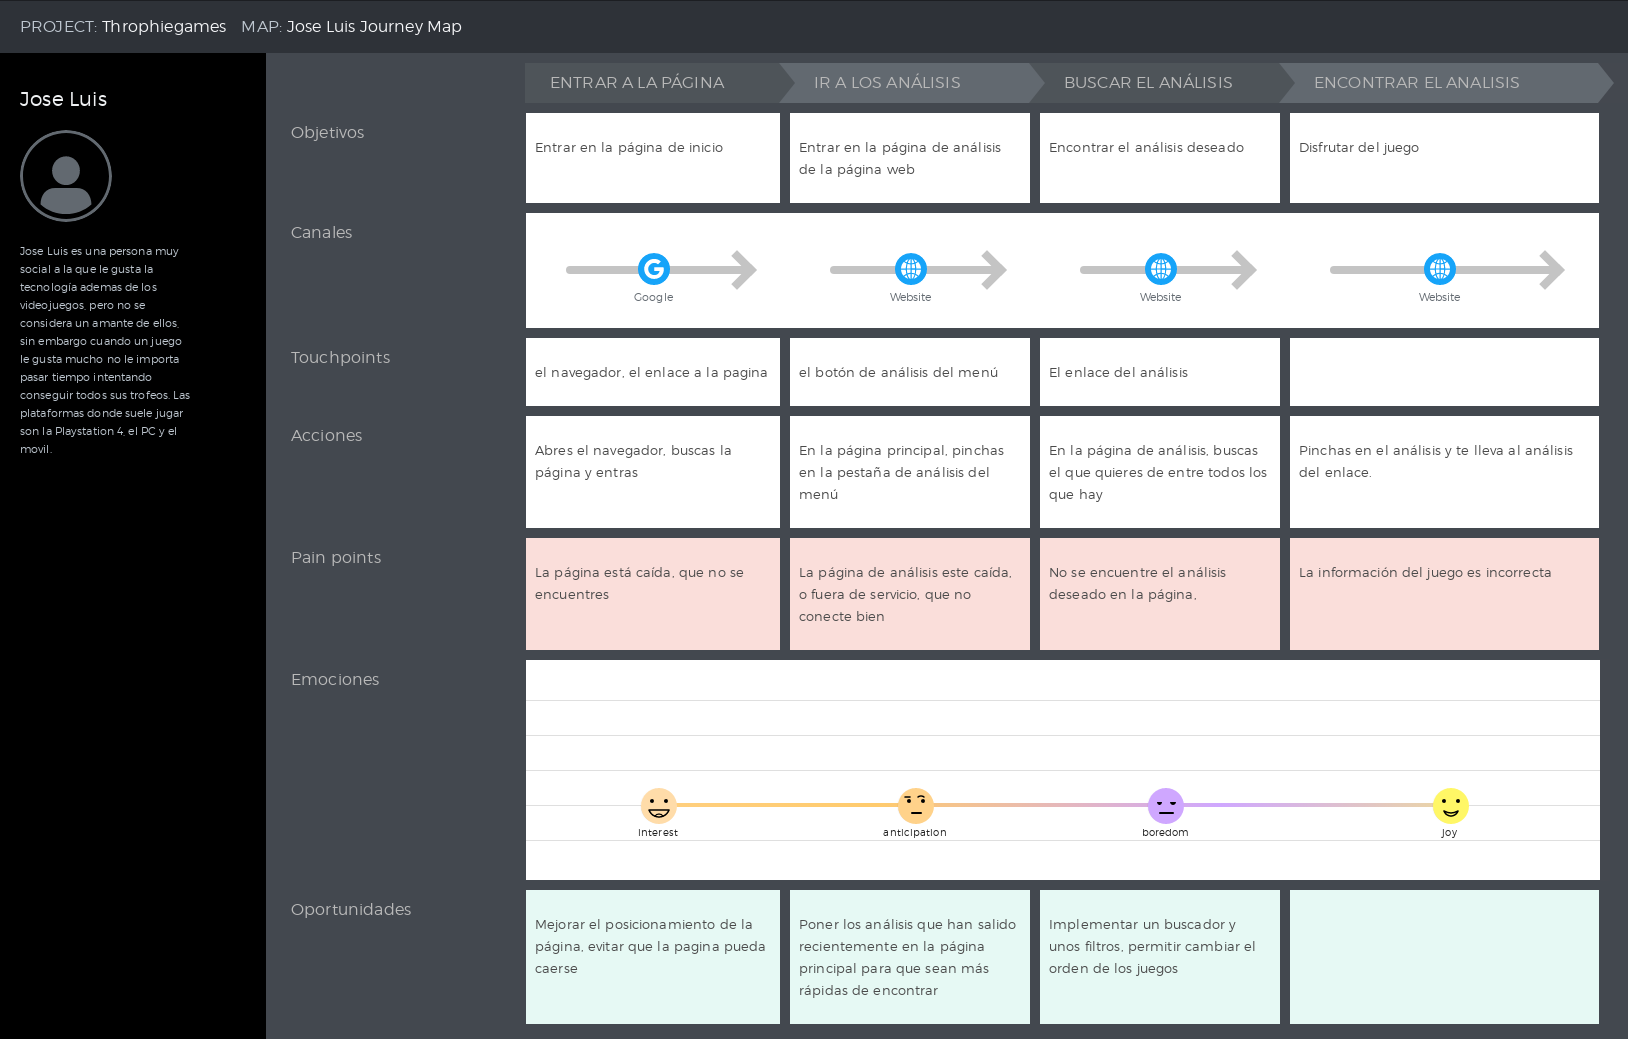 PROJECT: Throphiegames MAP: Jose Luis Journey Map
Jose Luis
Jose Luis es una persona muy
social a la que le gusta la
tecnología ademas de los
videojuegos, pero no se
considera un amante de ellos,
sin embargo cuando un juego
le gusta mucho no le importa
pasar tiempo intentando
conseguir todos sus trofeos. Las
plataformas donde suele jugar
son la Playstation 4, el PC y el
movil.
ENTRAR A LA PÁGINA
IR A LOS ANÁLISIS
BUSCAR EL ANÁLISIS
ENCONTRAR EL ANALISIS
Objetivos
Entrar en la página de inicio
Entrar en la página de análisis
de la página web
Encontrar el análisis deseado
Disfrutar del juego
Canales
Google
Website
Website
Website
Touchpoints
el navegador, el enlace a la pagina
el botón de análisis del menú
El enlace del análisis
Acciones
Abres el navegador, buscas la
página y entras
En la página principal, pinchas
en la pestaña de análisis del
menú
En la página de análisis, buscas
el que quieres de entre todos los
que hay
Pinchas en el análisis y te lleva al análisis
del enlace.
Pain points
La página está caída, que no se
encuentres
La página de análisis este caída,
o fuera de servicio, que no
conecte bien
No se encuentre el análisis
deseado en la página,
La información del juego es incorrecta
Emociones
interest
anticipation
boredom
joy
Oportunidades
Mejorar el posicionamiento de la
página, evitar que la pagina pueda
caerse
Poner los análisis que han salido
recientemente en la página
principal para que sean más
rápidas de encontrar
Implementar un buscador y
unos filtros, permitir cambiar el
orden de los juegos